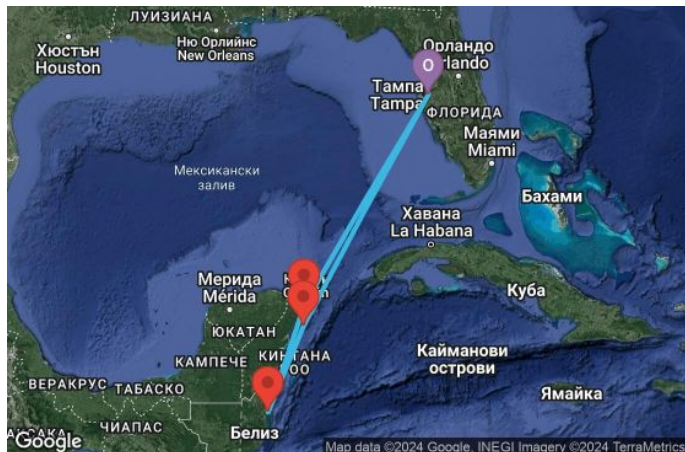 ЛУИЗИАНА
Хюстън
Houston
Ню Орлийнс
New Orleans
Орландо
rlando
O
Тампа
Tampa
ФЛОРИДА
Маями
Miami
Мексикански
залив
Бахами
Хавана
La Habana
Мерида
Mérida
Куба
ЮКАТАН
КАМПЕЧЕ
КИНТАНА
ОО
Кайманови
острови
ВЕРАКРУС
ТАБАСКО
Ямайка
ЧИАПАС
Белиз
Google
Map data ©2024 Google, INEGI Imagery ©2024 TerraMetrics